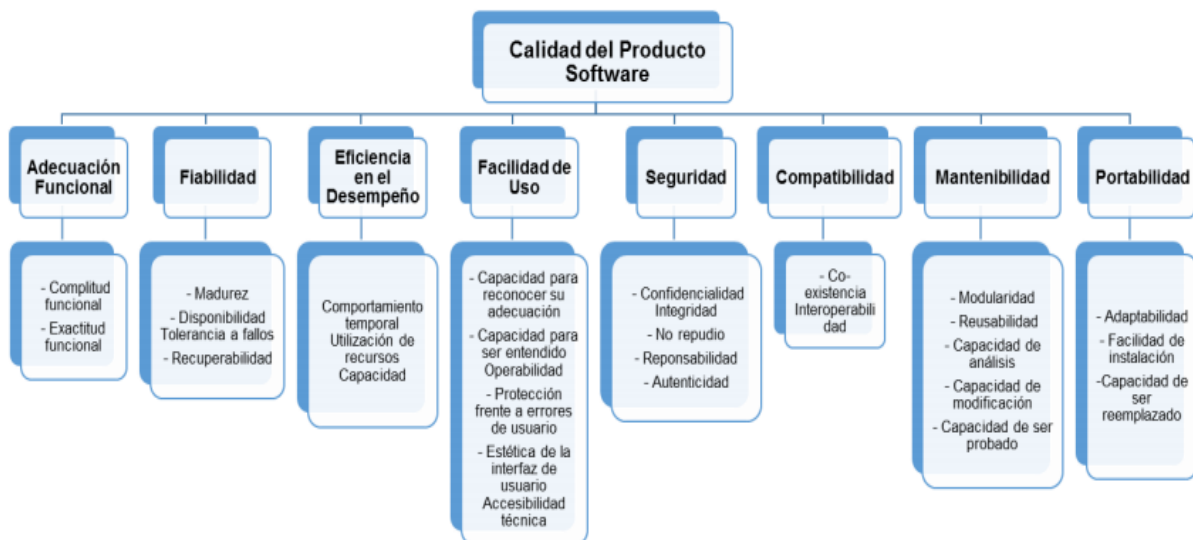 Calidad del Producto
Software
Adecuación
Funcional
Fiabilidad
Eficiencia
en el
Desempeño
Facilidad de
Uso
Seguridad
Compatibilidad
Mantenibilidad
Portabilidad
- Complitud
funcional
- Exactitud
funcional
- Madurez
- Disponibilidad
Tolerancia a fallos
- Recuperabilidad
Comportamiento
temporal
Utilización de
recursos
Capacidad
- Capacidad para
reconocer su
adecuación
- Capacidad para
ser entendido
Operabilidad
- Protección
frente a errores
de usuario
- Estética de la
interfaz de
usuario
Accesibilidad
técnica
- Confidencialidad
Integridad
- No repudio
- Reponsabilidad
- Autenticidad
- Co-
existencia
Interoperabili
dad
- Modularidad
- Reusabilidad
- Capacidad de
análisis
- Capacidad de
modificación
- Capacidad de ser
probado
- Adaptabilidad
- Facilidad de
instalación
-Capacidad de
ser
reemplazado